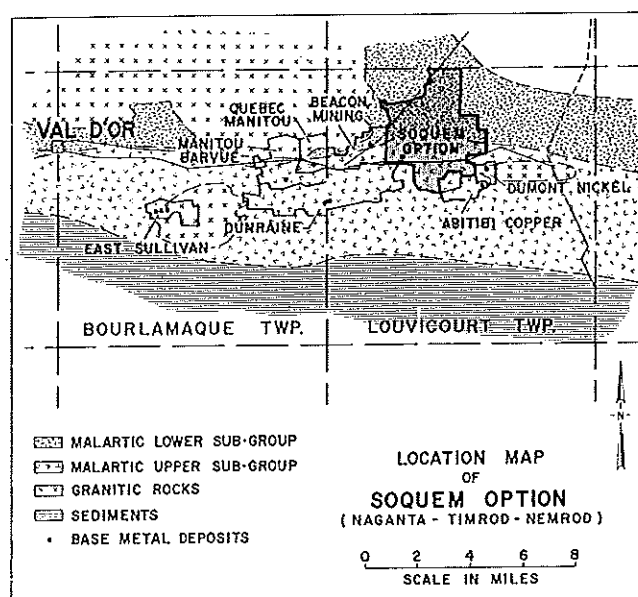 VAL D'OR
QUEBEC
MANITOU
BEACON
MINING
MANITOU
BARVUE
SOQUEM
OPTION
DUMONT NICKEL
ABITIBI COPPER
DUNRAINE
EAST SULLIVAN
BOURLAMAQUE TWP.
LOUVICOURT TWP.
N
MALARTIC LOWER SUB-GROUP
MALARTIC UPPER SUB-GROUP
GRANITIC ROCKS
SEDIMENTS
BASE METAL DEPOSITS
LOCATION MAP
OF
SOQUEM OPTION
(NAGANTA - TIMROD - NEMROD)
0 2 4 6 8
SCALE IN MILES